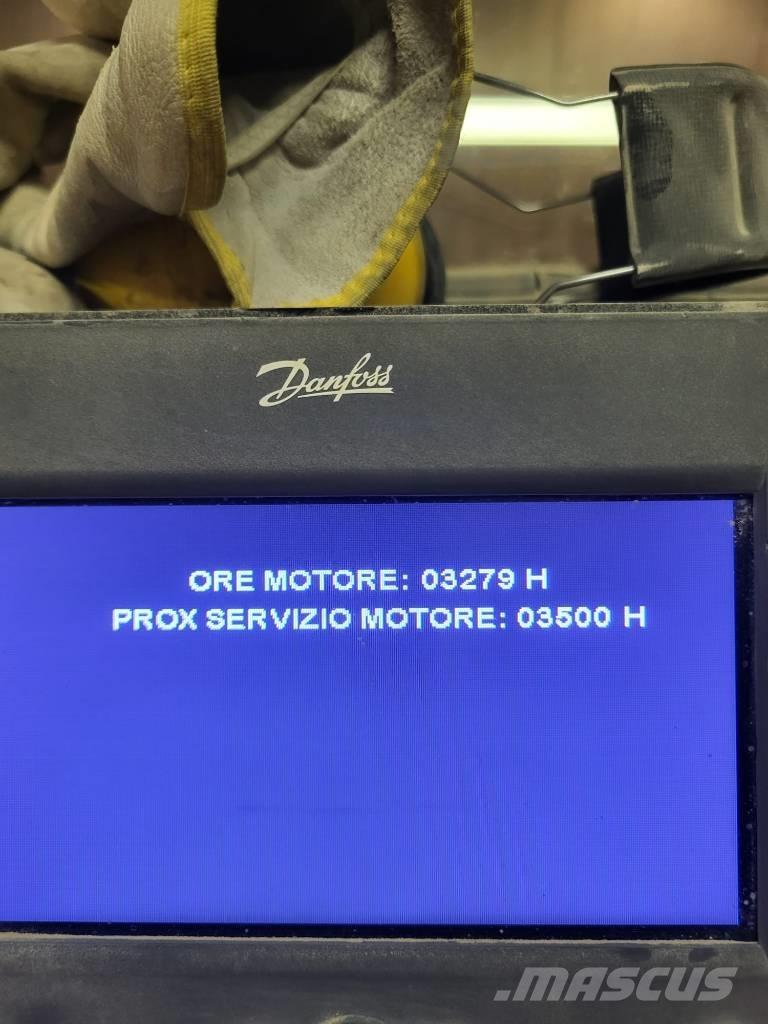 Danfoss
ORE MOTORE: 03279 H
PROX SERVIZIO MOTORE: 03500 H
.MASCUS